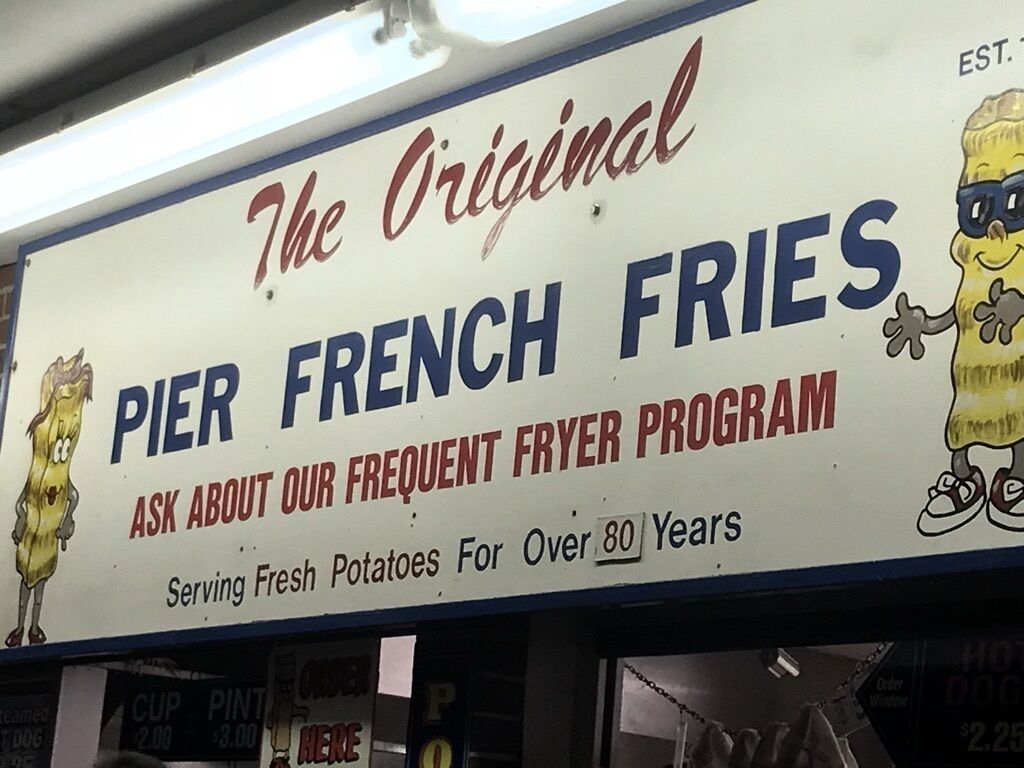 The Original
EST.
PIER FRENCH FRIES
ASK ABOUT OUR FREQUENT FRYER PROGRAM
Serving Fresh Potatoes For Over 80 Years
CUP PINT
$2.00 $3.00
ORDER
HERE
P
O
Order
Window
HOT
DOG
$2.25